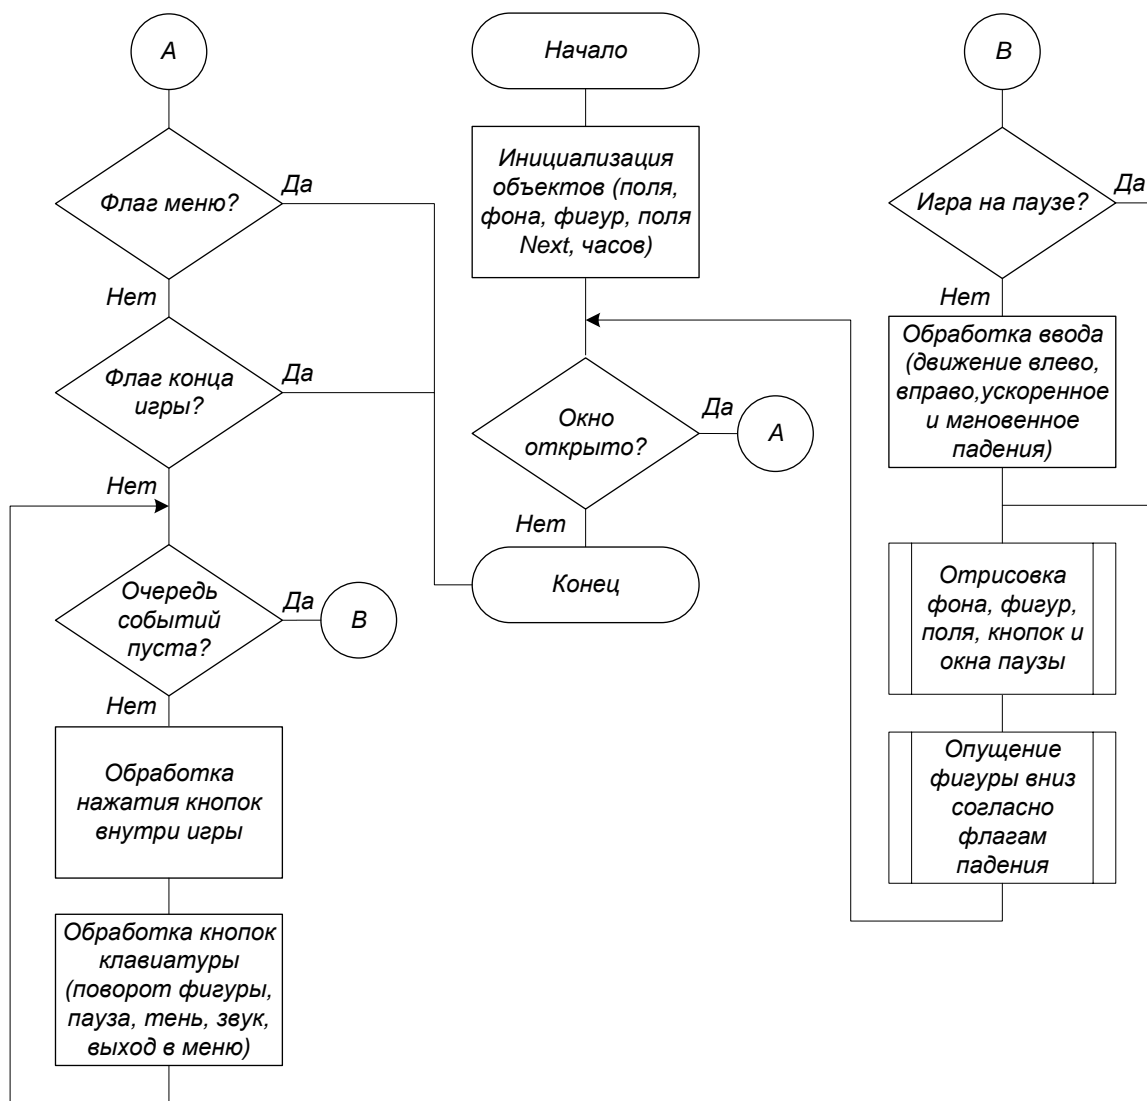 А
Флаг меню?
Да
Нет
Флаг конца
игры?
Да
Нет
Очередь
событий
пуста?
Да
В
Нет
Обработка
нажатия кнопок
внутри игры
Обработка кнопок
клавиатуры
(поворот фигуры,
пауза, тень, звук,
выход в меню)
Начало
Инициализация
объектов (поля,
фона, фигур, поля
Next, часов)
Окно
открыто?
Да
А
Нет
Конец
В
Игра на паузе?
Да
Нет
Обработка ввода
(движение влево,
вправо,ускоренное
и мгновенное
падения)
Отрисовка
фона, фигур,
поля, кнопок и
окна паузы
Опущение
фигуры вниз
согласно
флагам
падения